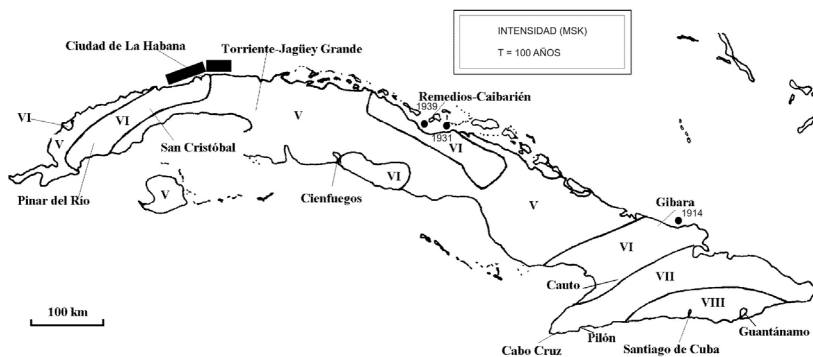 INTENSIDAD (MSK)
T = 100 AÑOS
Ciudad de La Habana
Torriente-Jagüey Grande
Remedios-Caibarién
1939
1931
VI
VI
V
V
VI
San Cristóbal
Pinar del Río
V
VI
Cienfuegos
V
Gibara
1914
VI
VII
Cauto
VIII
100 km
Cabo Cruz
Pilón
Santiago de Cuba
Guantánamo